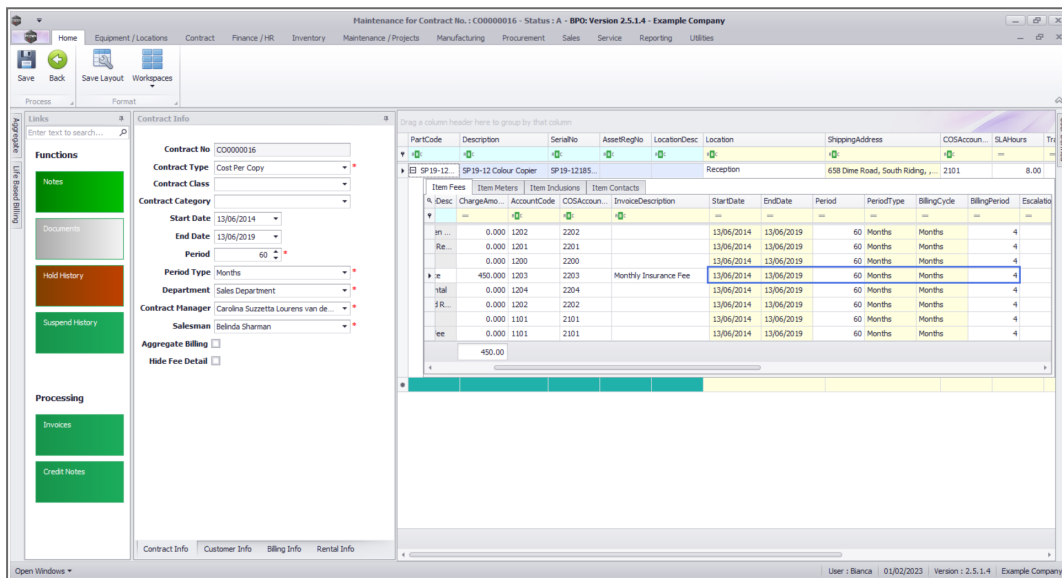 Maintenance for Contract No. : CO0000016 - Status : A - BPO: Version 2.5.1.4 - Example Company
Home Equipment / Locations Contract Finance / HR Inventory Maintenance / Projects Manufacturing Procurement Sales Service Reporting Utilities
Save Back Save Layout Workspaces
Process Format
Aggregate
Life Based Billing
Links
Enter text to search...
Functions
Notes
Documents
Hold History
Suspend History
Processing
Invoices
Credit Notes
Contract Info
Contract No CO0000016
Contract Type Cost Per Copy *
Contract Class
Contract Category
Start Date 13/06/2014
End Date 13/06/2019
Period 60 *
Period Type Months *
Department Sales Department *
Contract Manager Carolina Suzzetta Lourens van de... *
Salesman Belinda Sharman *
Aggregate Billing
Hide Fee Detail
Contract Info Customer Info Billing Info Rental Info
Drag a column header here to group by that column
PartCode Description SerialNo AssetRegNo LocationDesc Location ShippingAddress COSAccoun... SLAHours
SP19-12... SP19-12 Colour Copier SP19-12185... Reception 658 Dime Road, South Riding, ,... 2101 8.00
Item Fees Item Meters Item Inclusions Item Contacts
Desc ChargeAmo... AccountCode COSAccoun... InvoiceDescription StartDate EndDate Period PeriodType BillingCycle BillingPeriod Escalatio
en ... 0.000 1202 2202 13/06/2014 13/06/2019 60 Months Months 4
Re... 0.000 1201 2201 13/06/2014 13/06/2019 60 Months Months 4
0.000 1200 2200 13/06/2014 13/06/2019 60 Months Months 4
ce 450.000 1203 2203 Monthly Insurance Fee 13/06/2014 13/06/2019 60 Months Months 4
ntal 0.000 1204 2204 13/06/2014 13/06/2019 60 Months Months 4
d R... 0.000 1202 2202 13/06/2014 13/06/2019 60 Months Months 4
0.000 1101 2101 13/06/2014 13/06/2019 60 Months Months 4
ee 0.000 1101 2101 13/06/2014 13/06/2019 60 Months Months 4
450.00
Open Windows
User : Bianca 01/02/2023 Version : 2.5.1.4 Example Company